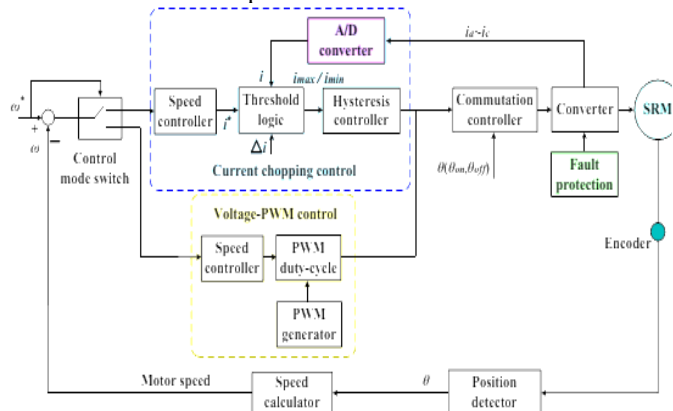 A/D
converter
ia~ic
i
imax/imin
ω*
+
ω
−
Control
mode switch
Speed
controller
i*
Threshold
logic
Δi
Hysteresis
controller
Current chopping control
Commutation
controller
θ(θon,θoff)
Converter
SRM
Fault
protection
Voltage-PWM control
Speed
controller
PWM
duty-cycle
PWM
generator
Encoder
Motor speed
Speed
calculator
θ
Position
detector